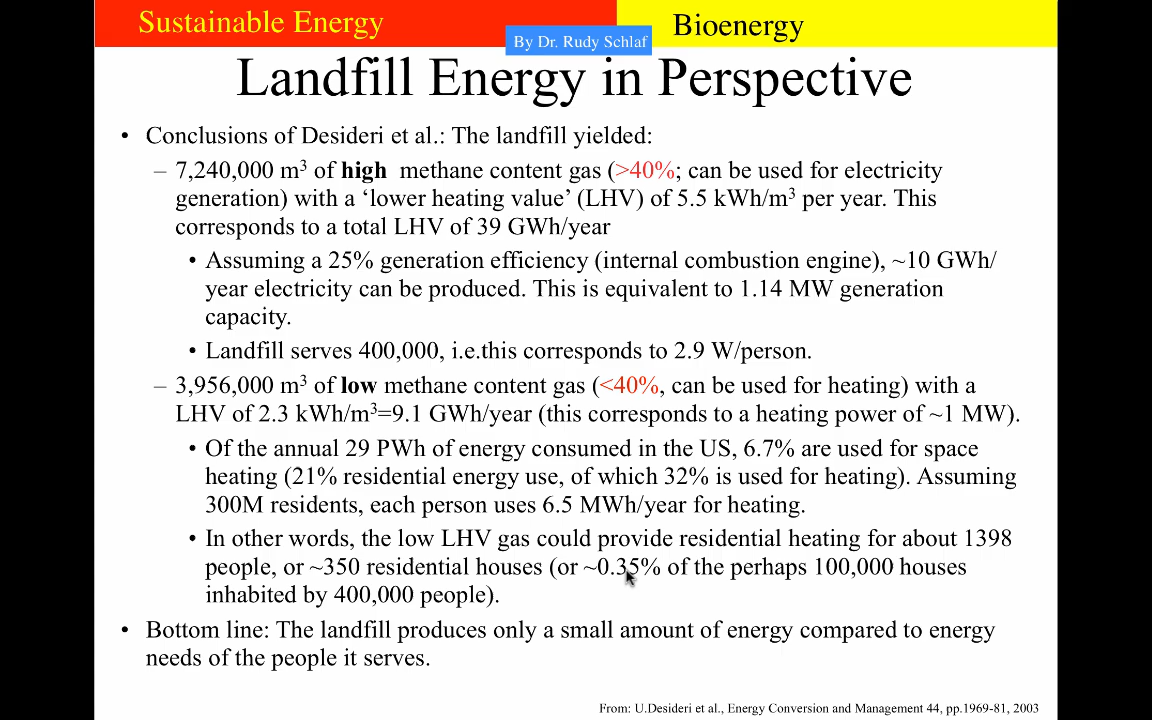 Sustainable Energy
Bioenergy
By Dr. Rudy Schlaf
Landfill Energy in Perspective
• Conclusions of Desideri et al.: The landfill yielded:
– 7,240,000 m³ of high methane content gas (>40%; can be used for electricity
generation) with a ‘lower heating value’ (LHV) of 5.5 kWh/m³ per year. This
corresponds to a total LHV of 39 GWh/year
• Assuming a 25% generation efficiency (internal combustion engine), ~10 GWh/
year electricity can be produced. This is equivalent to 1.14 MW generation
capacity.
• Landfill serves 400,000, i.e.this corresponds to 2.9 W/person.
– 3,956,000 m³ of low methane content gas (<40%, can be used for heating) with a
LHV of 2.3 kWh/m³=9.1 GWh/year (this corresponds to a heating power of ~1 MW).
• Of the annual 29 PWh of energy consumed in the US, 6.7% are used for space
heating (21% residential energy use, of which 32% is used for heating). Assuming
300M residents, each person uses 6.5 MWh/year for heating.
• In other words, the low LHV gas could provide residential heating for about 1398
people, or ~350 residential houses (or ~0.35% of the perhaps 100,000 houses
inhabited by 400,000 people).
• Bottom line: The landfill produces only a small amount of energy compared to energy
needs of the people it serves.
From: U.Desideri et al., Energy Conversion and Management 44, pp.1969-81, 2003